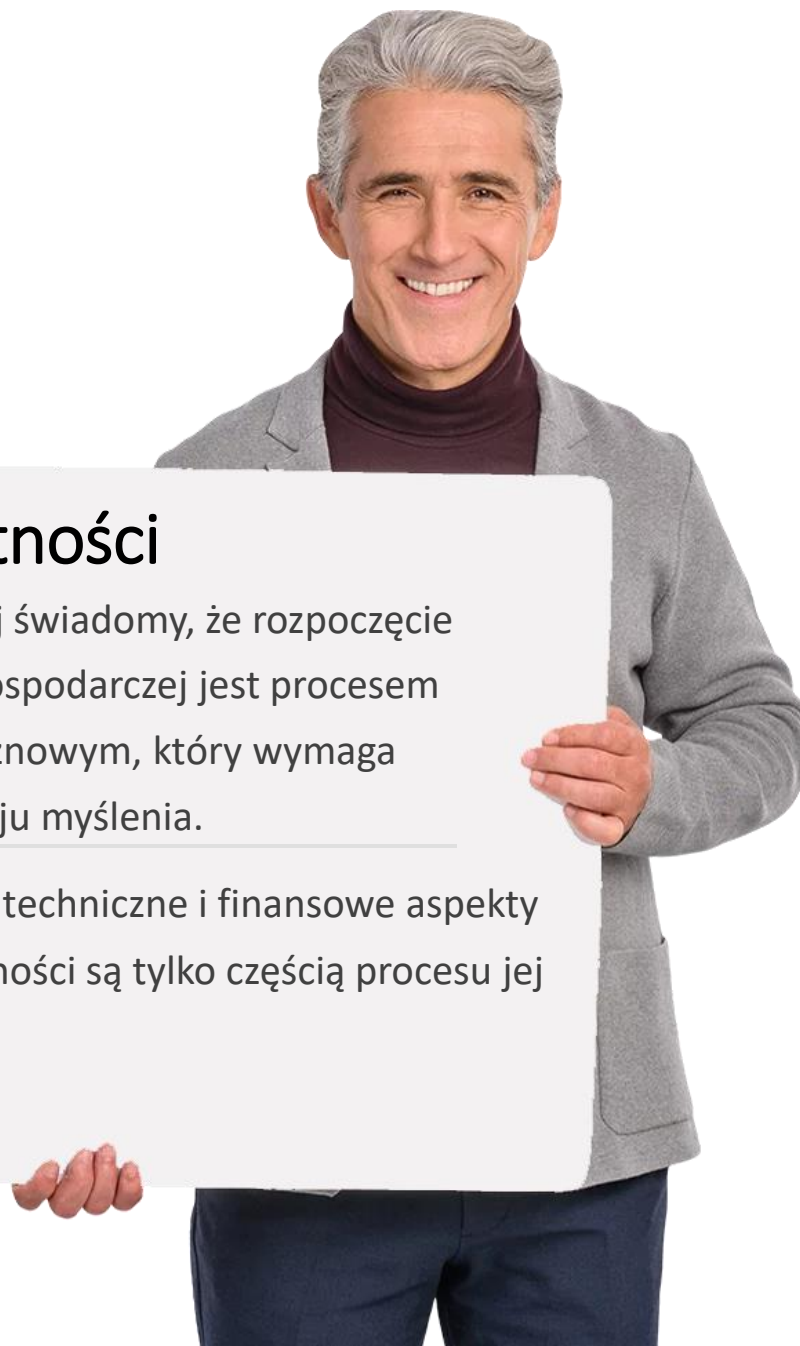 tności
j świadomy, że rozpoczęcie
ospodarczej jest procesem
znowym, który wymaga
ju myślenia.
techniczne i finansowe aspekty
ności są tylko częścią procesu jej